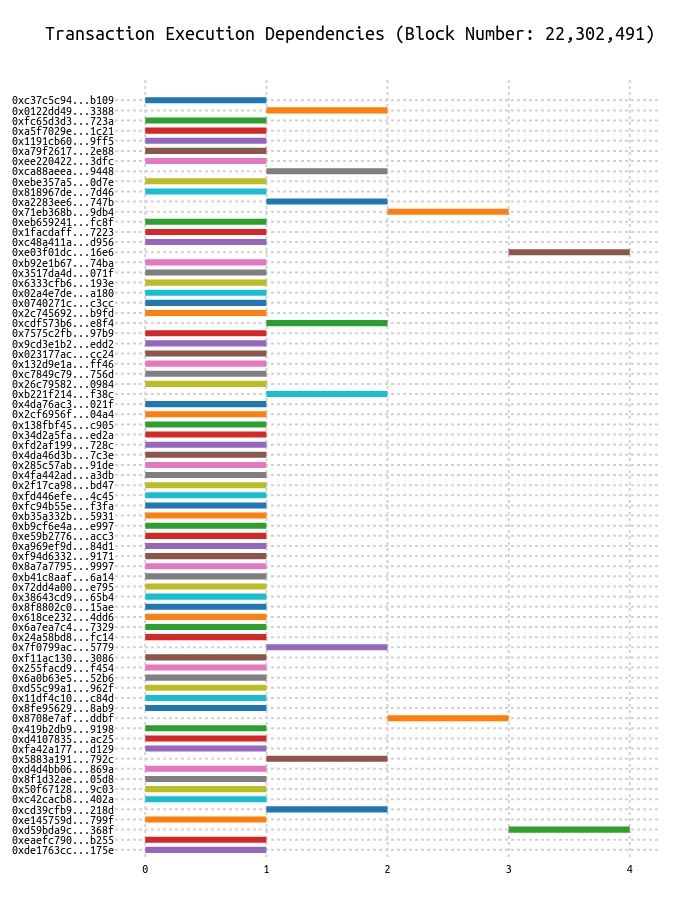 Transaction Execution Dependencies (Block Number: 22,302,491)
0xc37c5c94...b109
0x0122dd49...3388
0xfc65d3d3...723a
0xa5f7029e...1c21
0x1191cb60...9ff5
0xa79f2617...2e88
0xee220422...3dfc
0xca88aeea...9448
0xebe357a5...0d7e
0x818967de...7d46
0xa2283ee6...747b
0x71eb368b...9db4
0xeb659241...fc8f
0x1facdaff...7223
0xc48a411a...d956
0xe03f01dc...16e6
0xb92e1b67...74ba
0x3517da4d...071f
0x6333cfb6...193e
0x02a4e7de...a180
0x0740271c...c3cc
0x2c745692...b9fd
0xcdf573b6...e8f4
0x7575c2fb...97b9
0x9cd3e1b2...edd2
0x023177ac...cc24
0x132d9e1a...ff46
0xc7849c79...756d
0x26c79582...0984
0xb221f214...f38c
0x4da76ac3...021f
0x2cf6956f...04a4
0x138fbf45...c905
0x34d2a5fa...ed2a
0xfd2af199...728c
0x4da46d3b...7c3e
0x285c57ab...91de
0x4fa442ad...a3db
0x2f17ca98...bd47
0xfd446efe...4c45
0xfc94b55e...f3fa
0xb35a332b...5931
0xb9cf6e4a...e997
0xe59b2776...acc3
0xa969ef9d...84d1
0xf94d6332...9171
0x8a7a7795...9997
0xb41c8aaf...6a14
0x72dd4a00...e795
0x38643cd9...65b4
0x8f8802c0...15ae
0x618ce232...4dd6
0x6a7ea7c4...7329
0x24a58bd8...fc14
0x7f0799ac...5779
0xf11ac130...3086
0x255facd9...f454
0x6a0b63e5...52b6
0xd55c99a1...962f
0x11df4c10...c84d
0x8fe95629...8ab9
0x8708e7af...ddbf
0x419b2db9...9198
0xd4107835...ac25
0xfa42a177...d129
0x5883a191...792c
0xd4d4bb06...869a
0x8f1d32ae...05d8
0x50f67128...9c03
0xc42cacb8...402a
0xcd39cfb9...218d
0xe145759d...799f
0xd59bda9c...368f
0xeaefc790...b255
0xde1763cc...175e
0 1 2 3 4